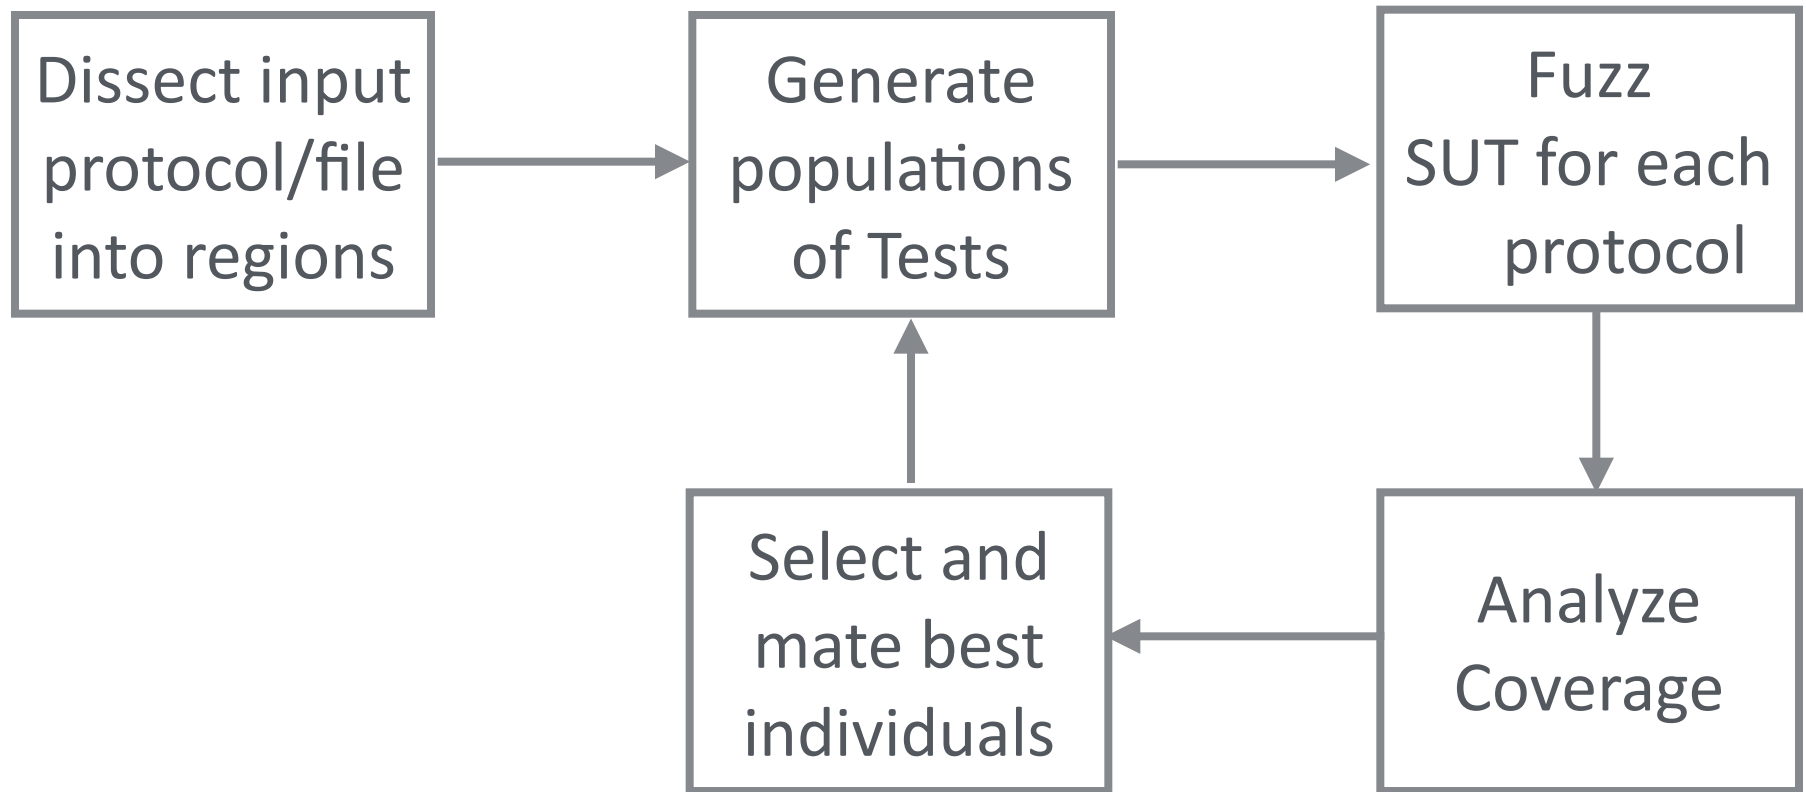 Dissect input
protocol/file
into regions
Generate
populations
of Tests
Fuzz
SUT for each
protocol
Select and
mate best
individuals
Analyze
Coverage